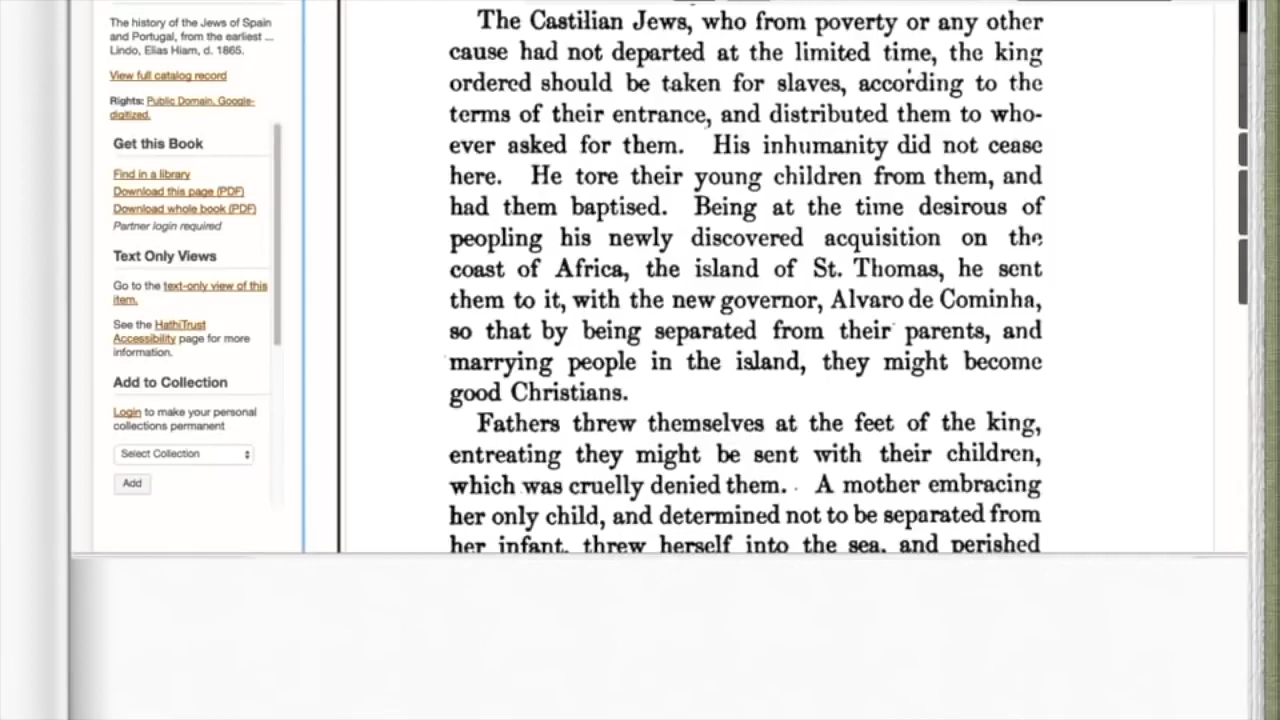 The history of the Jews of Spain
and Portugal, from the earliest ...
Lindo, Elias Hiam, d. 1865.
View full catalog record
Rights: Public Domain, Google-
digitized.
Get this Book
Find in a library
Download this page (PDF)
Download whole book (PDF)
Partner login required
Text Only Views
Go to the text-only view of this
item.
See the HathiTrust
Accessibility page for more
information.
Add to Collection
Login to make your personal
collections permanent
Select Collection
Add
The Castilian Jews, who from poverty or any other
cause had not departed at the limited time, the king
ordered should be taken for slaves, according to the
terms of their entrance, and distributed them to who-
ever asked for them. His inhumanity did not cease
here. He tore their young children from them, and
had them baptised. Being at the time desirous of
peopling his newly discovered acquisition on the
coast of Africa, the island of St. Thomas, he sent
them to it, with the new governor, Alvaro de Cominha,
so that by being separated from their parents, and
marrying people in the island, they might become
good Christians.
Fathers threw themselves at the feet of the king,
entreating they might be sent with their children,
which was cruelly denied them. A mother embracing
her only child, and determined not to be separated from
her infant, threw herself into the sea, and perished